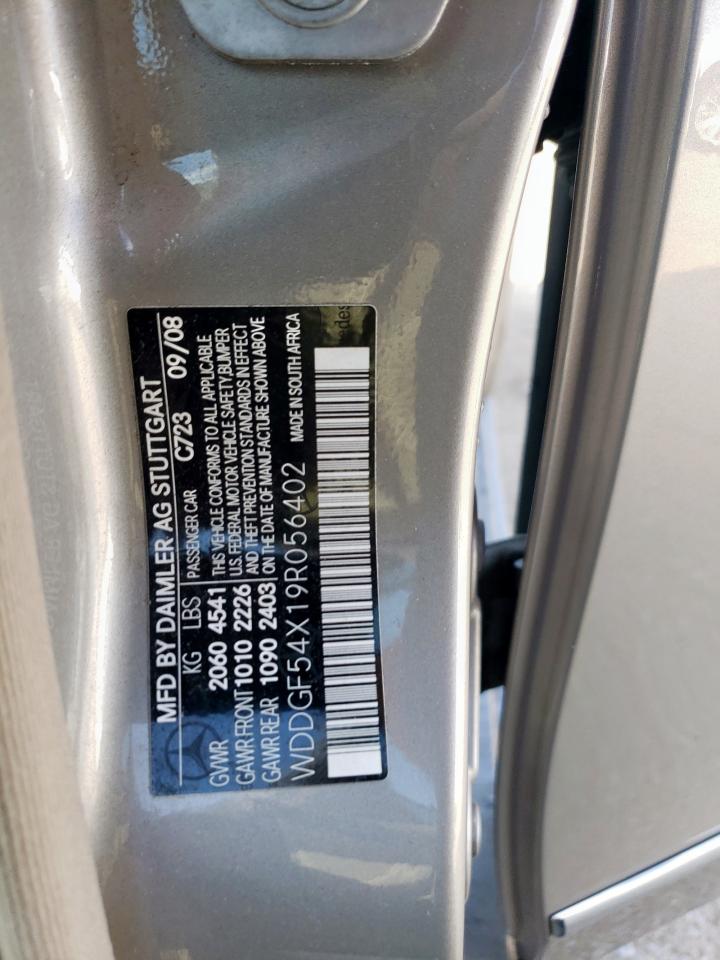 MFD BY DAIMLER AG STUTTGART
KG LBS PASSENGER CAR C723 09/08
GVWR 2060 4541
GAWR FRONT 1010 2226
GAWR REAR 1090 2403
THIS VEHICLE CONFORMS TO ALL APPLICABLE
U.S. FEDERAL MOTOR VEHICLE SAFETY,BUMPER
AND THEFT PREVENTION STANDARDS IN EFFECT
ON THE DATE OF MANUFACTURE SHOWN ABOVE
WDDGF54X19R056402 MADE IN SOUTH AFRICA